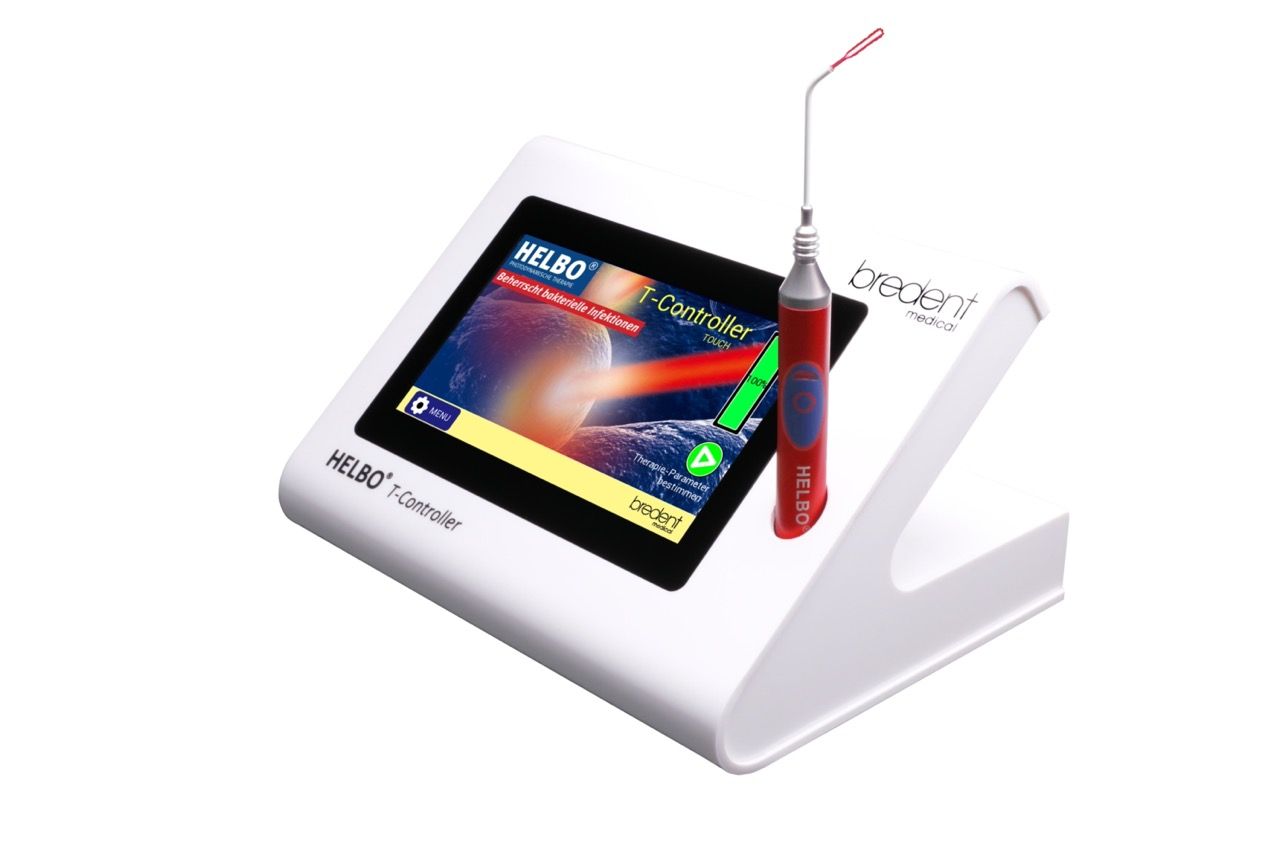 HELBO®
PHOTODYNAMISCHE THERAPIE
Beherrscht bakterielle Infektionen
T-Controller
TOUCH
100%
MENU
Therapie-Parameter
bestimmen
bredent
medical
HELBO® T-Controller
bredent
medical
HELBO®